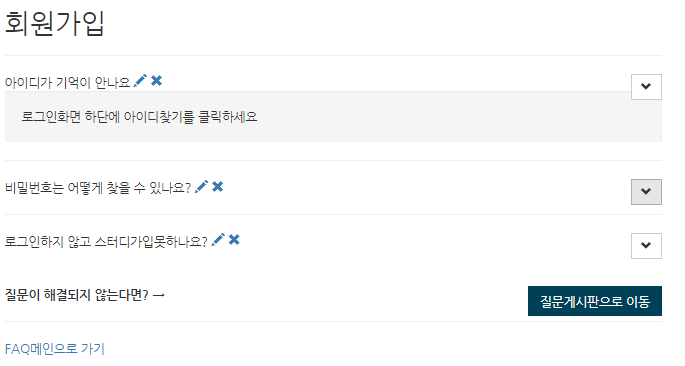 회원가입
아이디가 기억이 안나요
로그인화면 하단에 아이디찾기를 클릭하세요
비밀번호는 어떻게 찾을 수 있나요?
로그인하지 않고 스터디가입못하나요?
질문이 해결되지 않는다면? → 질문게시판으로 이동
FAQ메인으로 가기